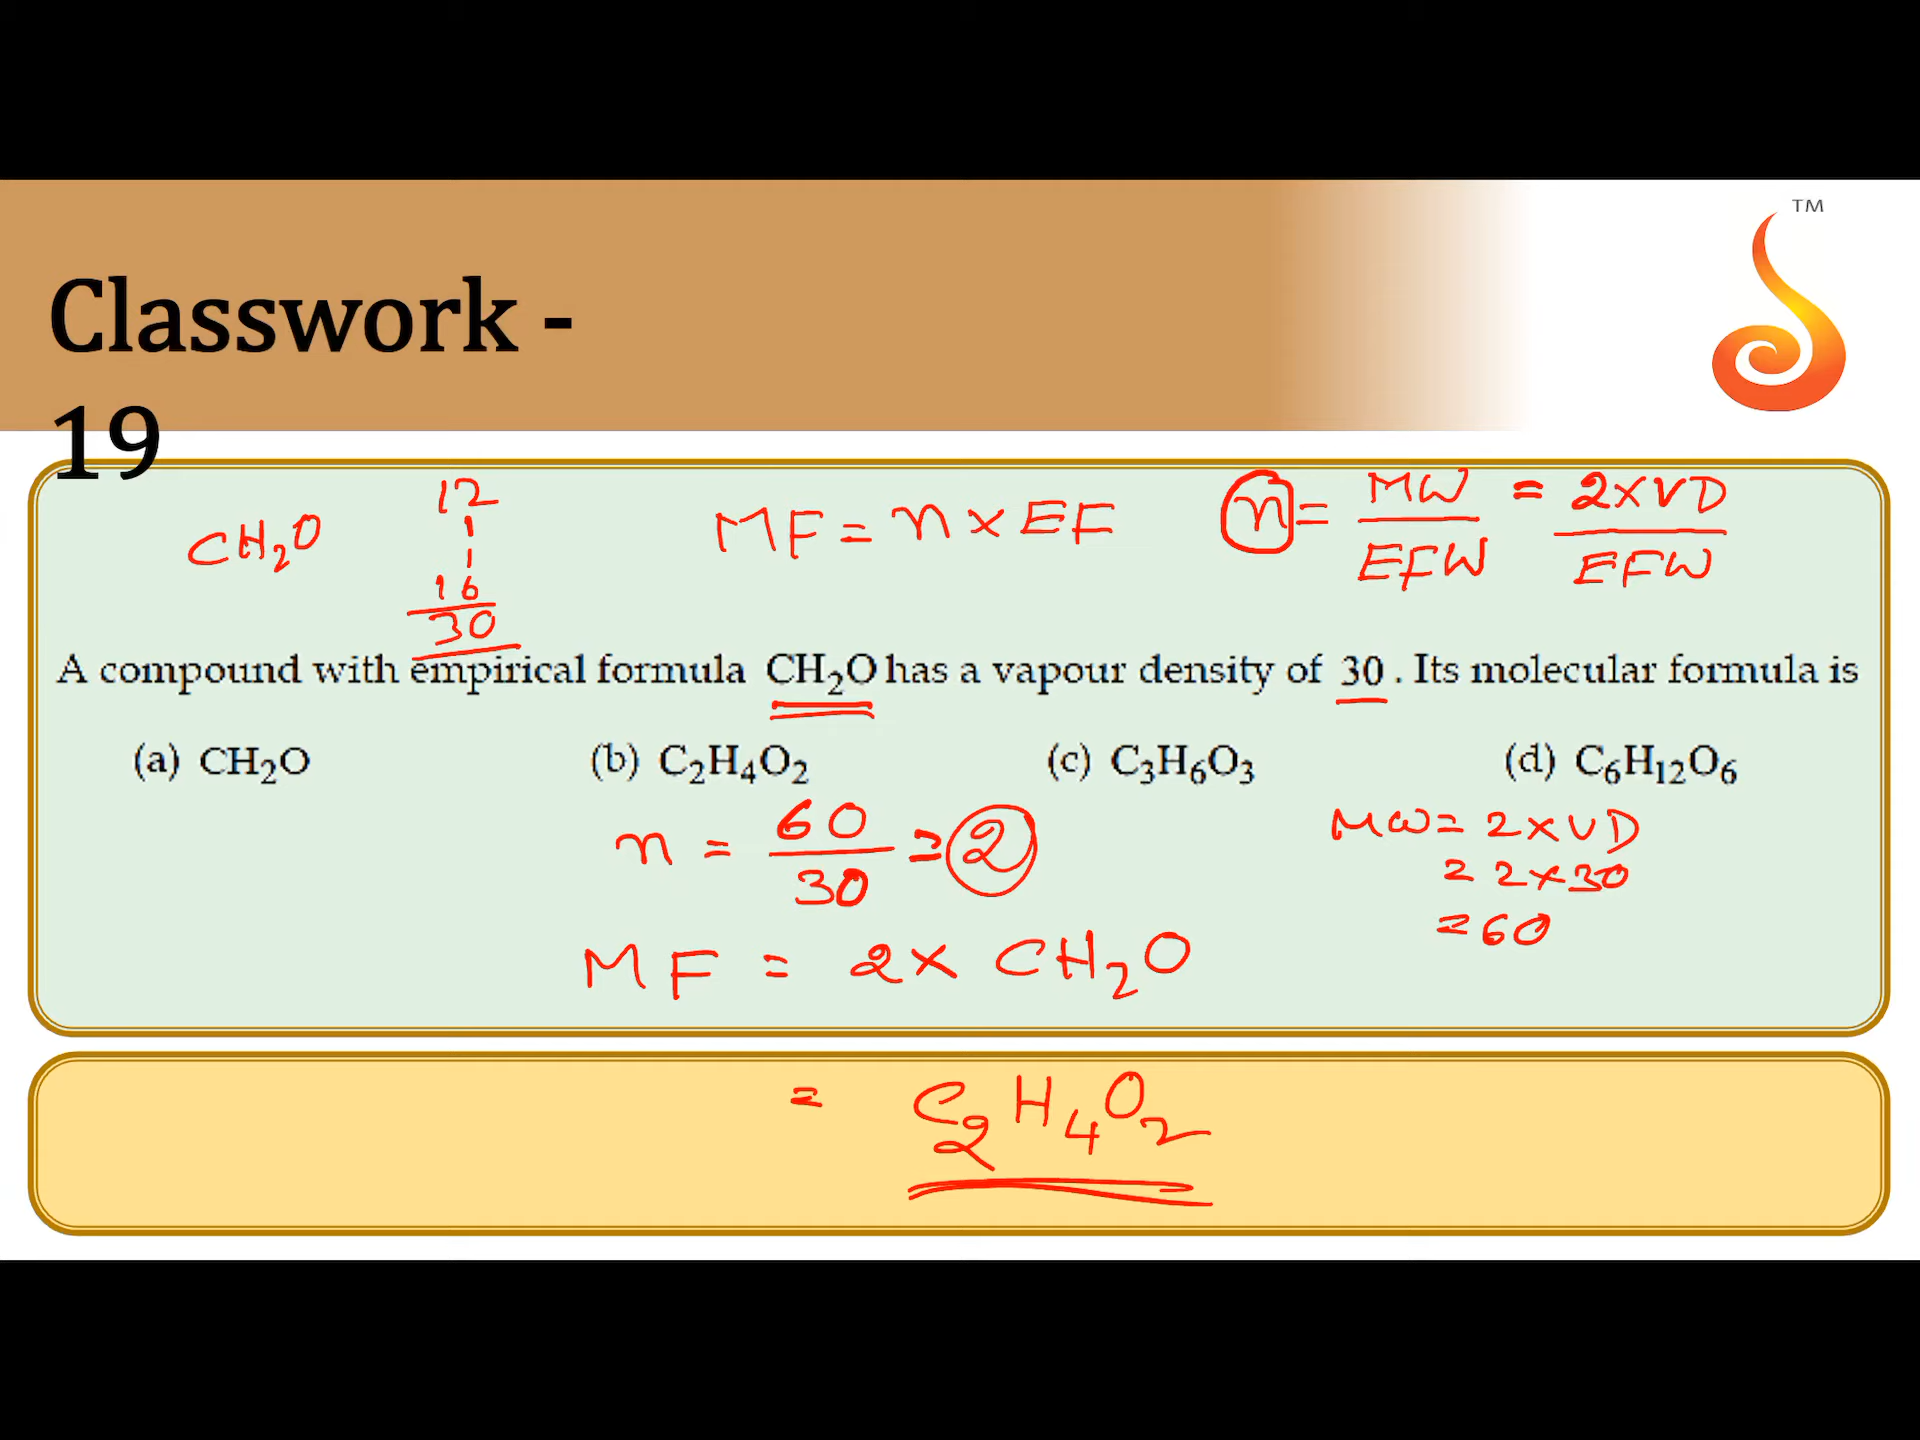 TM
Classwork -
19
CH₂O
12
1
1
16
30
MF = n × EF
n = MW / EFW = 2×VD / EFW
A compound with empirical formula CH₂O has a vapour density of 30 . Its molecular formula is
(a) CH₂O (b) C₂H₄O₂ (c) C₃H₆O₃ (d) C₆H₁₂O₆
n = 60 / 30 = 2
MW = 2×VD
= 2×30
= 60
MF = 2× CH₂O
= C₂H₄O₂